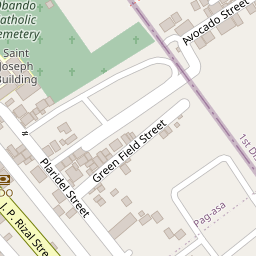 Obando
Catholic
Cemetery
Saint
Joseph
Building
Avocado Street
Green Field Street
Plaridel Street
Pag-asa
J. P. Rizal Stre
1st Di